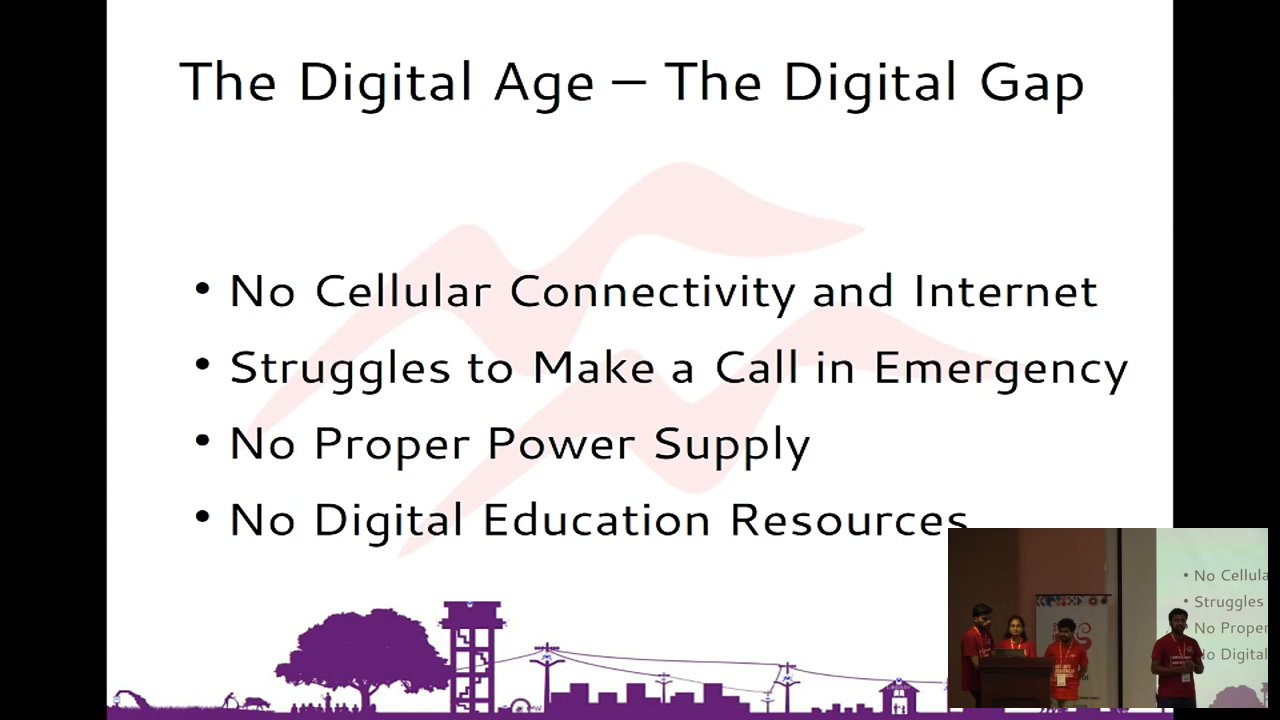 The Digital Age – The Digital Gap
• No Cellular Connectivity and Internet
• Struggles to Make a Call in Emergency
• No Proper Power Supply
• No Digital Education Resources
• No Cellula
• Struggles
No Proper
No Digital